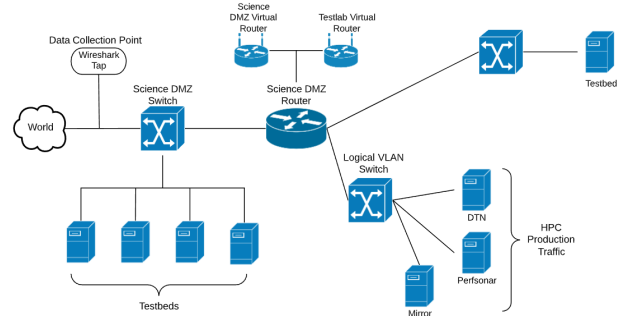 Science
DMZ Virtual
Router
Testlab Virtual
Router
Data Collection Point
Wireshark
Tap
Science DMZ
Switch
Science DMZ
Router
World
Testbed
Logical VLAN
Switch
DTN
HPC
Production
Traffic
Perfsonar
Testbeds
Mirror